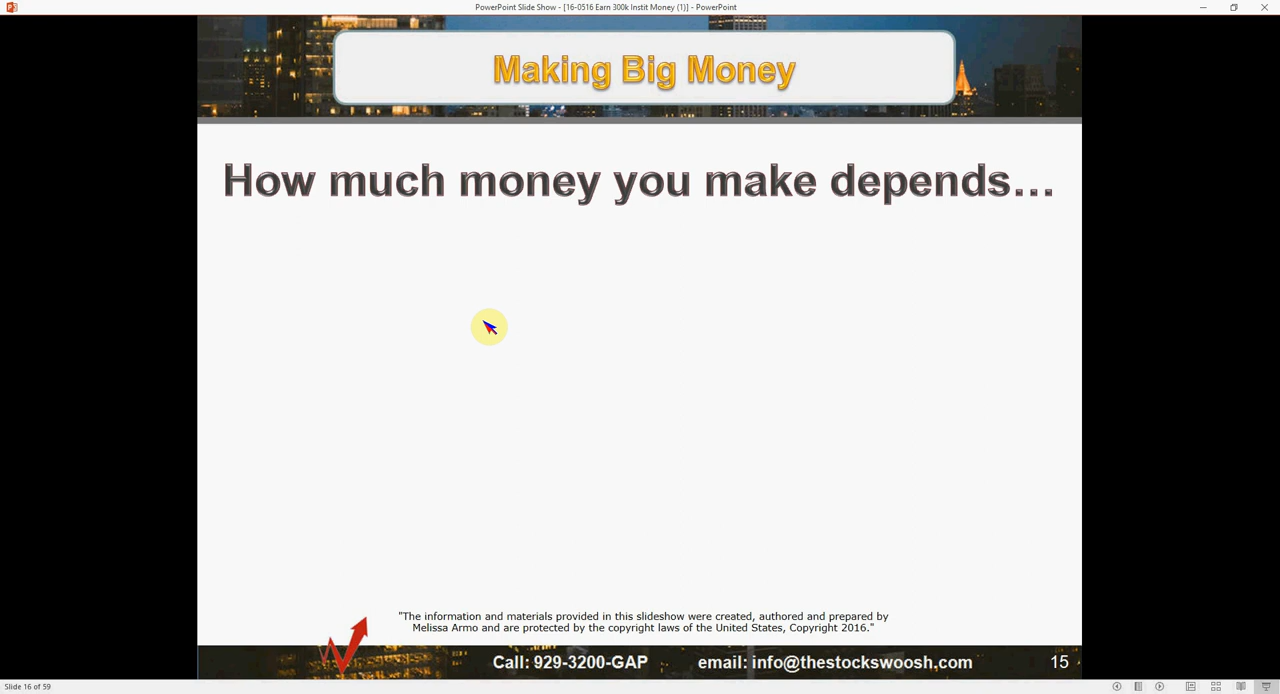 PowerPoint Slide Show - [16-0516 Earn 300k Instit Money (1)] - PowerPoint
Making Big Money
How much money you make depends...
"The information and materials provided in this slideshow were created, authored and prepared by
Melissa Armo and are protected by the copyright laws of the United States, Copyright 2016."
Call: 929-3200-GAP email: info@thestockswoosh.com 15
Slide 16 of 59